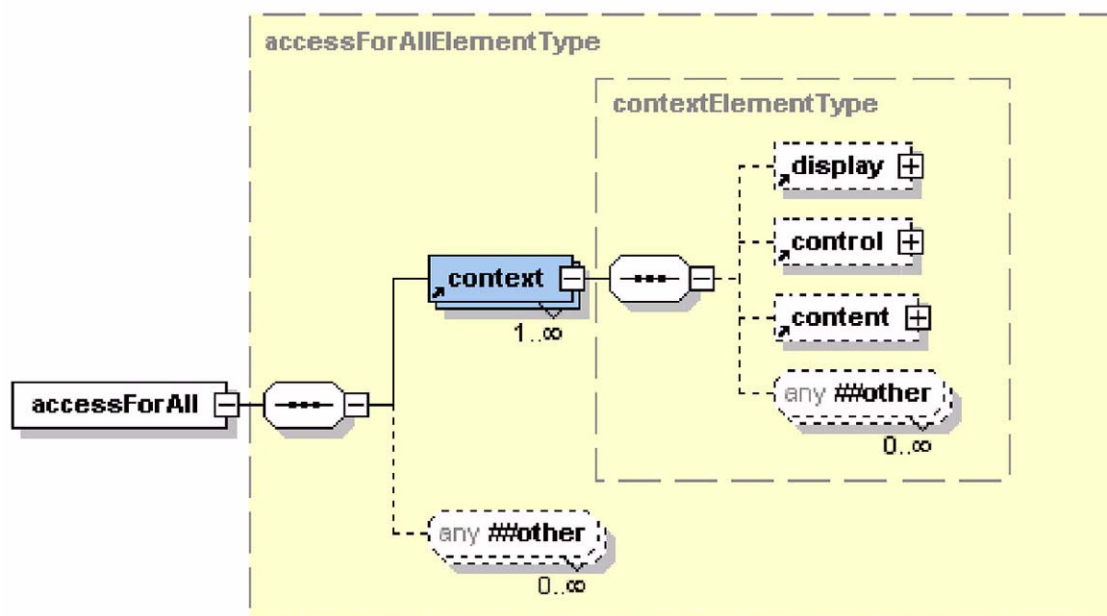 accessForAllElementType
contextElementType
display
control
context
content
1..∞
any ##other
0..∞
accessForAll
any ##other
0..∞